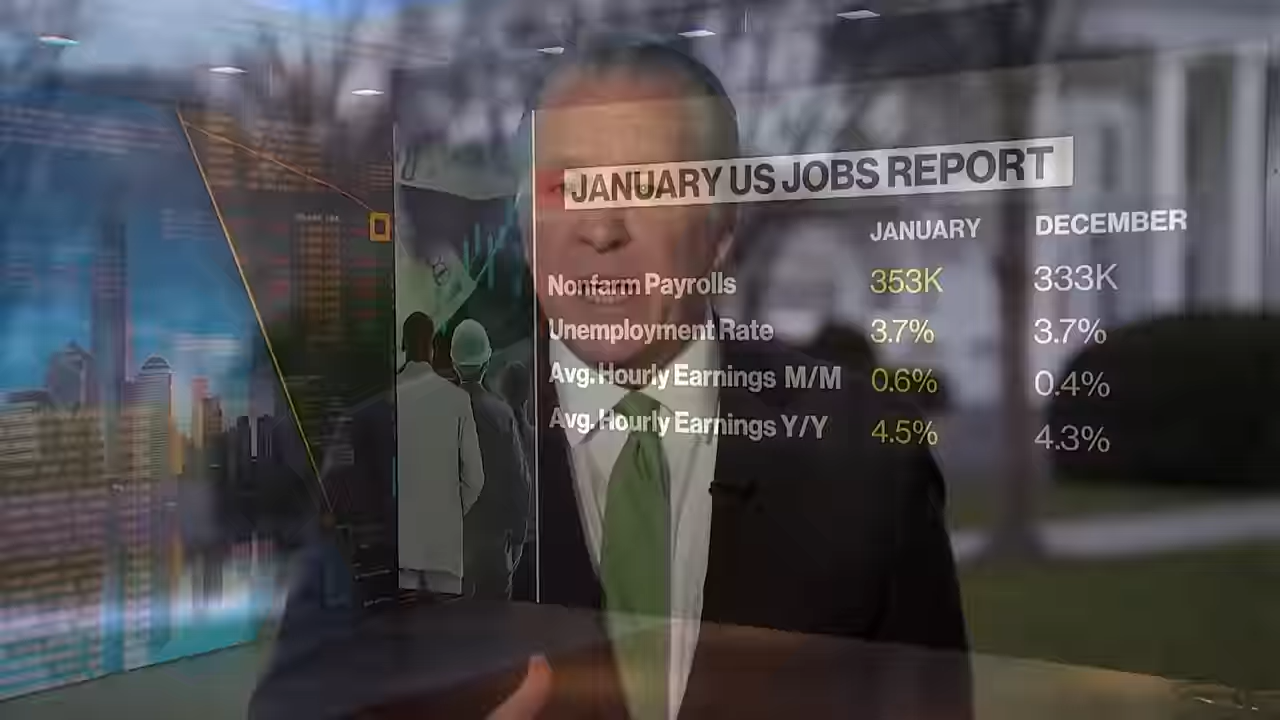 JANUARY US JOBS REPORT
JANUARY DECEMBER
Nonfarm Payrolls 353K 333K
Unemployment Rate 3.7% 3.7%
Avg. Hourly Earnings M/M 0.6% 0.4%
Avg. Hourly Earnings Y/Y 4.5% 4.3%